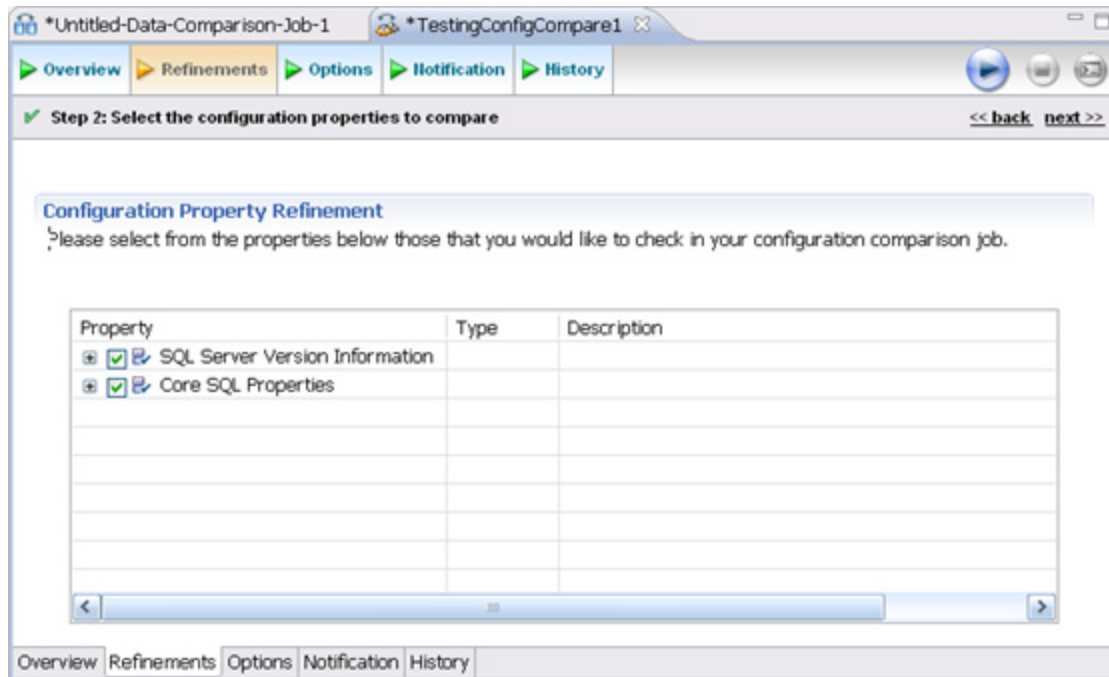 *Untitled-Data-Comparison-Job-1 *TestingConfigCompare1
Overview Refinements Options Notification History
Step 2: Select the configuration properties to compare << back next >>
Configuration Property Refinement
Please select from the properties below those that you would like to check in your configuration comparison job.
Property Type Description
SQL Server Version Information
Core SQL Properties
Overview Refinements Options Notification History